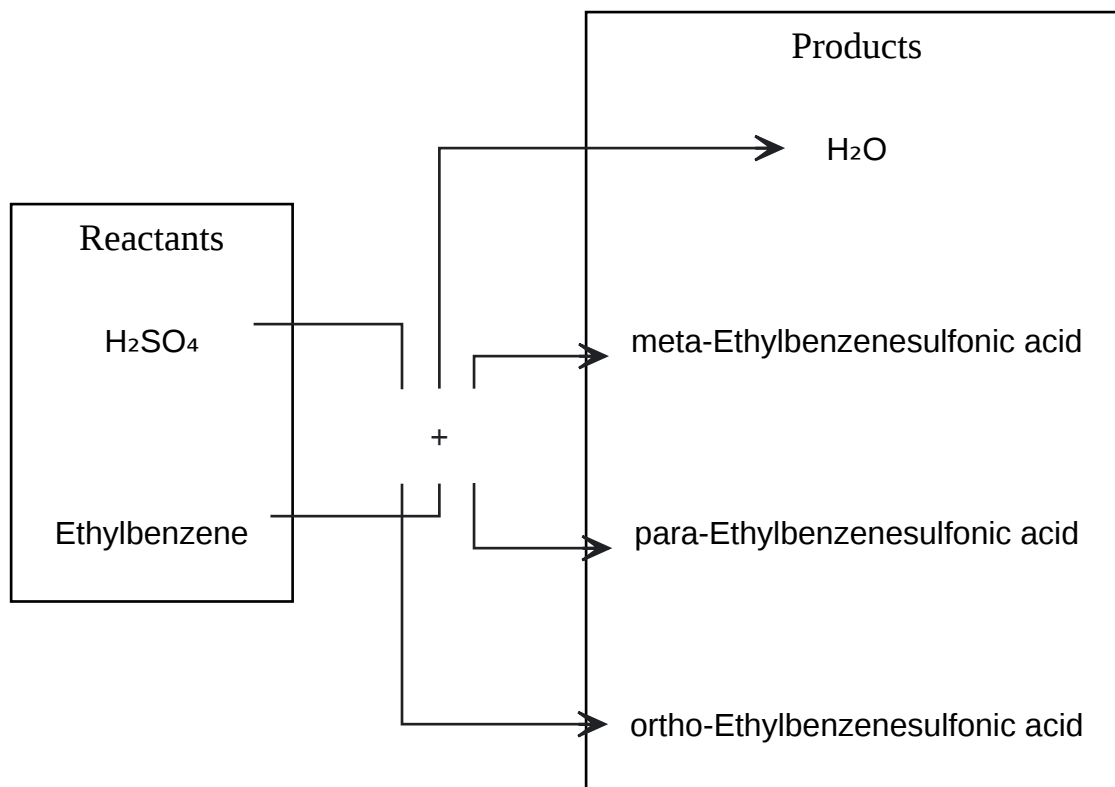 Products
H₂O
Reactants
H₂SO₄
meta-Ethylbenzenesulfonic acid
+
Ethylbenzene
para-Ethylbenzenesulfonic acid
ortho-Ethylbenzenesulfonic acid